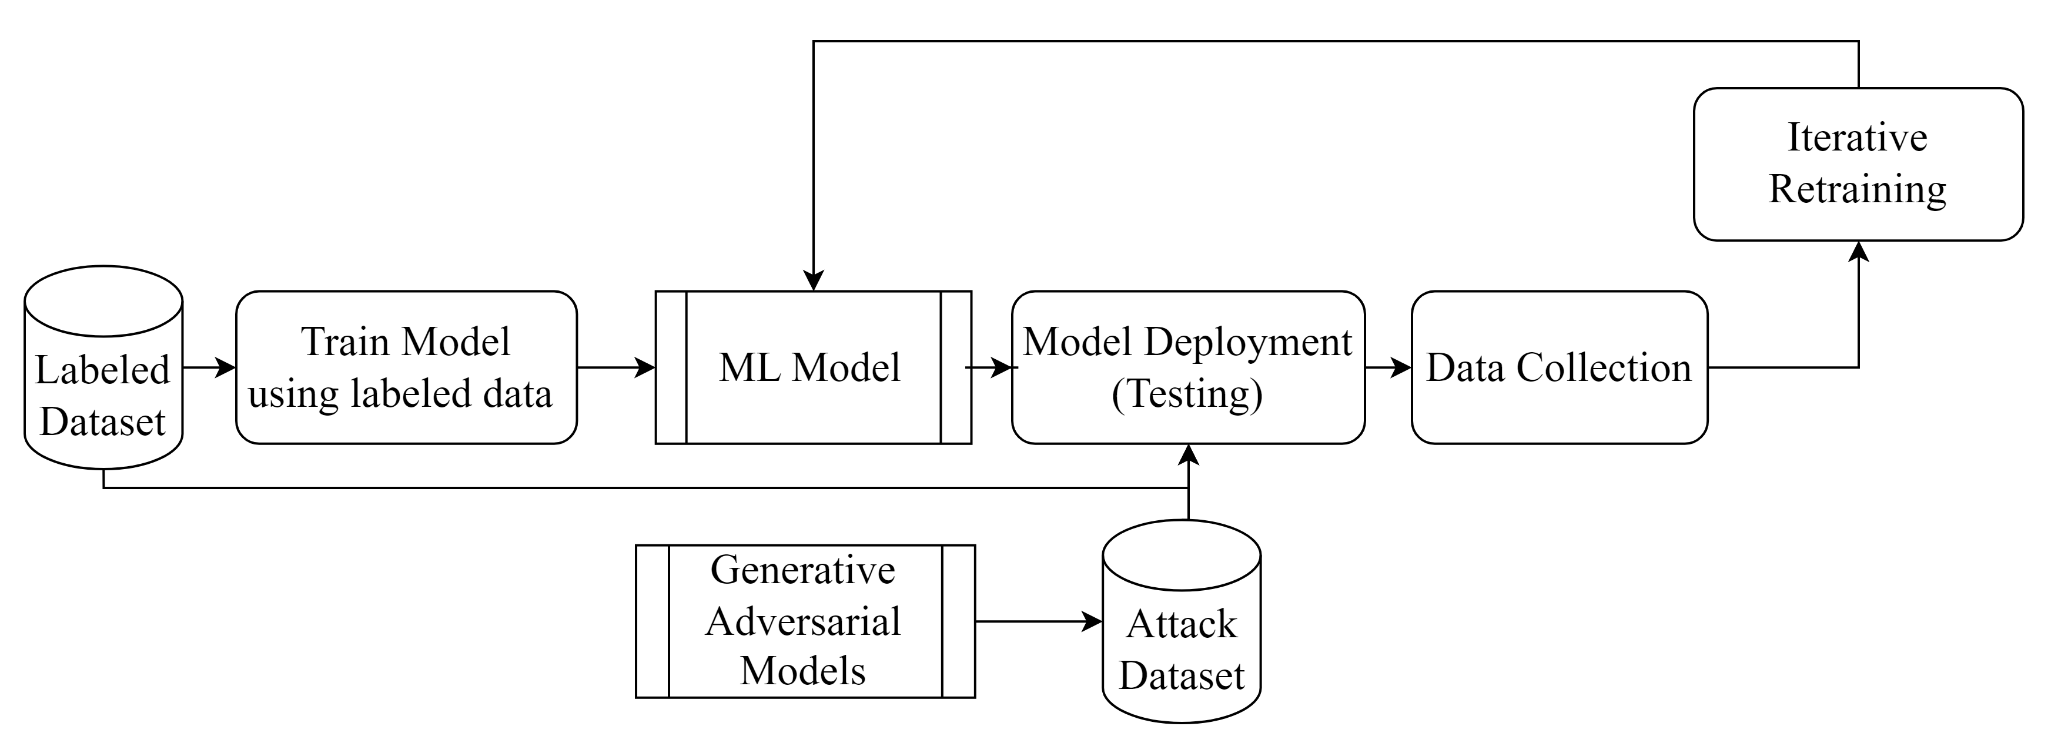 Iterative
Retraining
Labeled
Dataset
Train Model
using labeled data
ML Model
Model Deployment
(Testing)
Data Collection
Generative
Adversarial
Models
Attack
Dataset